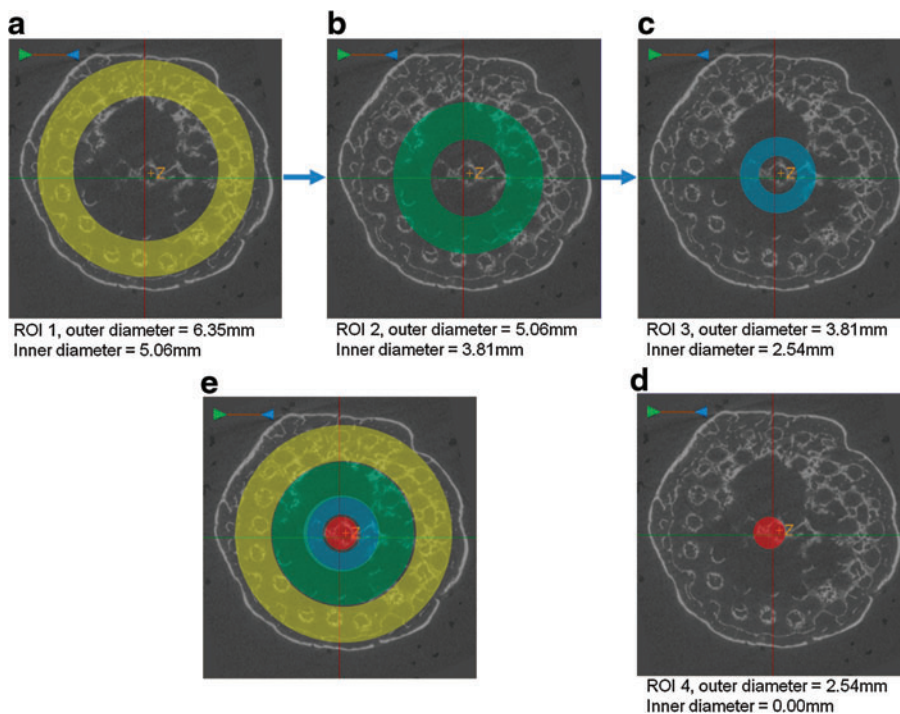 a
b
c
Z
Z
Z
ROI 1, outer diameter = 6.35mm
Inner diameter = 5.06mm
ROI 2, outer diameter = 5.06mm
Inner diameter = 3.81mm
ROI 3, outer diameter = 3.81mm
Inner diameter = 2.54mm
e
d
Z
Z
ROI 4, outer diameter = 2.54mm
Inner diameter = 0.00mm